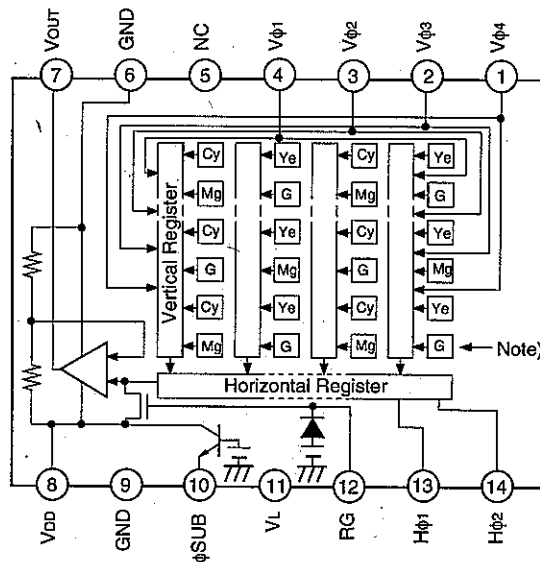 VOUT GND NC Vϕ1 Vϕ2 Vϕ3 Vϕ4
7 6 5 4 3 2 1
Cy Ye Cy Ye
Mg G Mg G
Cy Ye Cy Ye
G Mg G Mg
Cy Ye Cy Ye
Mg G Mg G
Vertical Register
Note)
Horizontal Register
8 9 10 11 12 13 14
VDD GND ϕSUB VL RG Hϕ1 Hϕ2